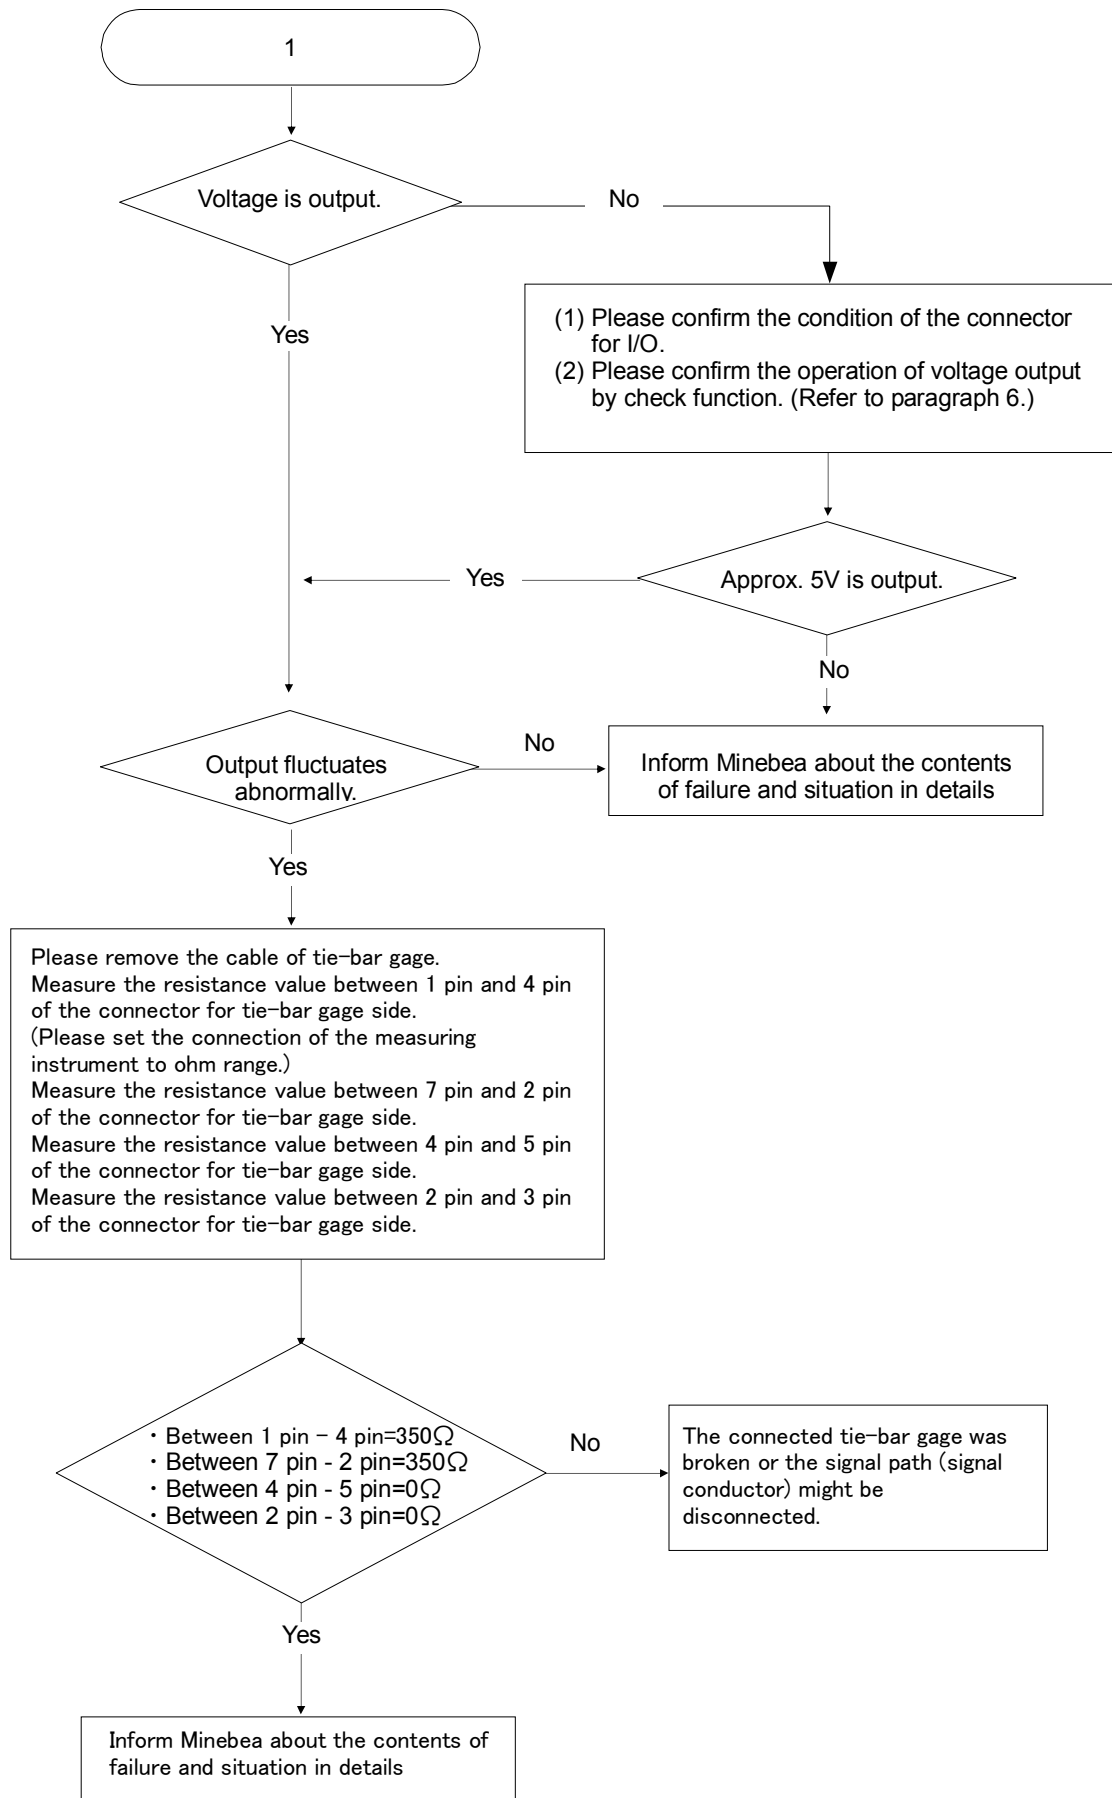 1
Voltage is output.
No
Yes
(1) Please confirm the condition of the connector
for I/O.
(2) Please confirm the operation of voltage output
by check function. (Refer to paragraph 6.)
Yes
Approx. 5V is output.
No
Output fluctuates
abnormally.
No
Inform Minebea about the contents
of failure and situation in details
Yes
Please remove the cable of tie-bar gage.
Measure the resistance value between 1 pin and 4 pin
of the connector for tie-bar gage side.
(Please set the connection of the measuring
instrument to ohm range.)
Measure the resistance value between 7 pin and 2 pin
of the connector for tie-bar gage side.
Measure the resistance value between 4 pin and 5 pin
of the connector for tie-bar gage side.
Measure the resistance value between 2 pin and 3 pin
of the connector for tie-bar gage side.
・Between 1 pin – 4 pin=350Ω
・Between 7 pin - 2 pin=350Ω
・Between 4 pin - 5 pin=0Ω
・Between 2 pin - 3 pin=0Ω
No
The connected tie-bar gage was
broken or the signal path (signal
conductor) might be
disconnected.
Yes
Inform Minebea about the contents of
failure and situation in details